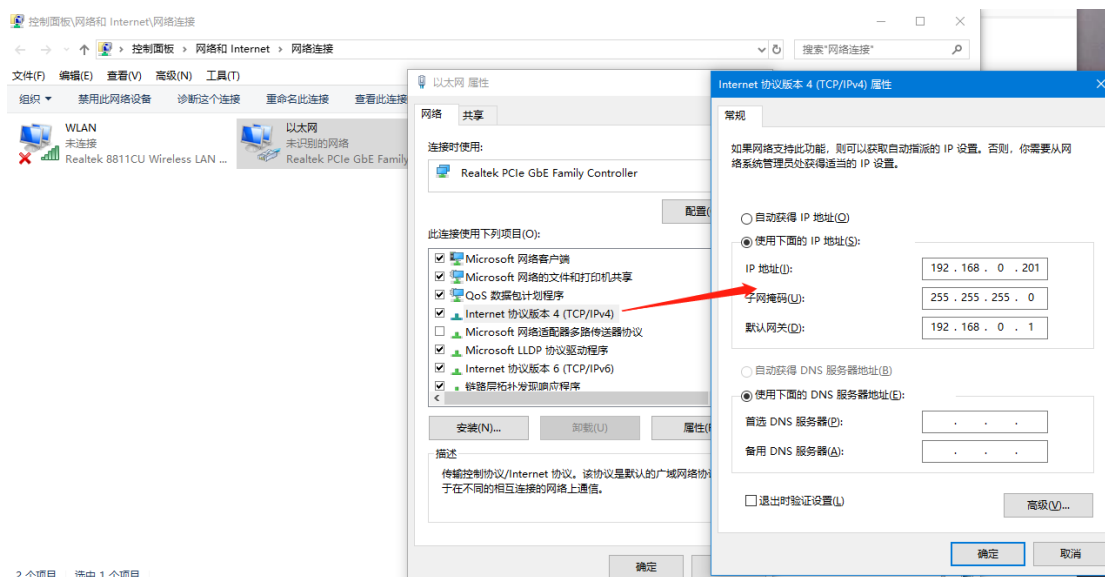 控制面板\网络和 Internet\网络连接
控制面板 › 网络和 Internet › 网络连接
搜索"网络连接"
文件(F) 编辑(E) 查看(V) 高级(N) 工具(T)
组织 禁用此网络设备 诊断这个连接 重命名此连接 查看此连接
WLAN
未连接
Realtek 8811CU Wireless LAN ...
以太网
未识别的网络
Realtek PCIe GbE Family
2 个项目 选中 1 个项目
以太网 属性
网络 共享
连接时使用:
Realtek PCIe GbE Family Controller
配置(
此连接使用下列项目(O):
Microsoft 网络客户端
Microsoft 网络的文件和打印机共享
QoS 数据包计划程序
Internet 协议版本 4 (TCP/IPv4)
Microsoft 网络适配器多路传送器协议
Microsoft LLDP 协议驱动程序
Internet 协议版本 6 (TCP/IPv6)
链路层拓扑发现响应程序
安装(N)... 卸载(U) 属性(
描述
传输控制协议/Internet 协议。该协议是默认的广域网络协
于在不同的相互连接的网络上通信。
确定
Internet 协议版本 4 (TCP/IPv4) 属性
常规
如果网络支持此功能，则可以获取自动指派的 IP 设置。否则，你需要从网
络系统管理员处获得适当的 IP 设置。
自动获得 IP 地址(O)
使用下面的 IP 地址(S):
IP 地址(I): 192 . 168 . 0 . 201
子网掩码(U): 255 . 255 . 255 . 0
默认网关(D): 192 . 168 . 0 . 1
自动获得 DNS 服务器地址(B)
使用下面的 DNS 服务器地址(E):
首选 DNS 服务器(P): . . .
备用 DNS 服务器(A): . . .
退出时验证设置(L)
高级(V)...
确定 取消